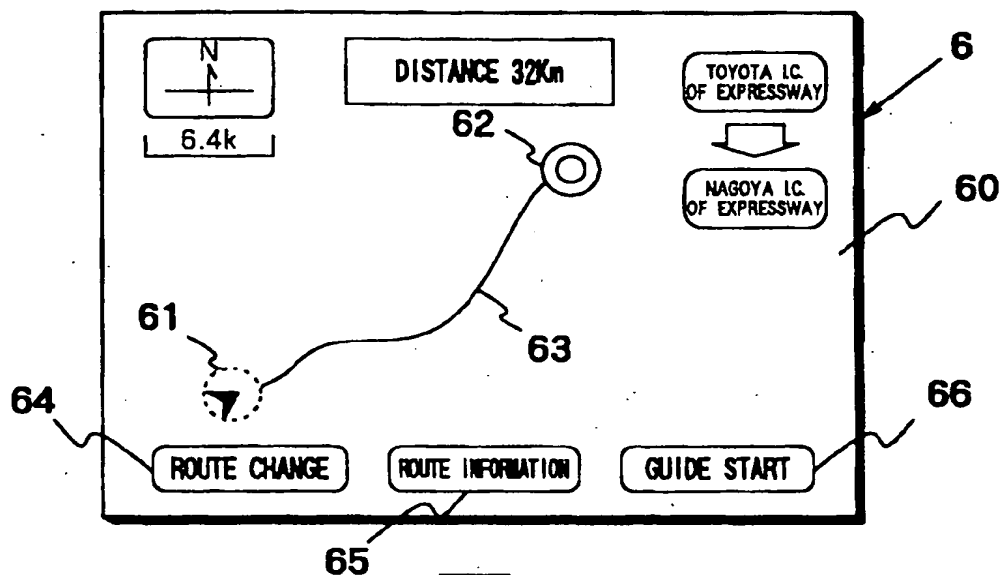 N
6.4k
DISTANCE 32Km
TOYOTA I.C.
OF EXPRESSWAY
NAGOYA I.C.
OF EXPRESSWAY
6
62
60
61
63
64
66
ROUTE CHANGE
ROUTE INFORMATION
GUIDE START
65